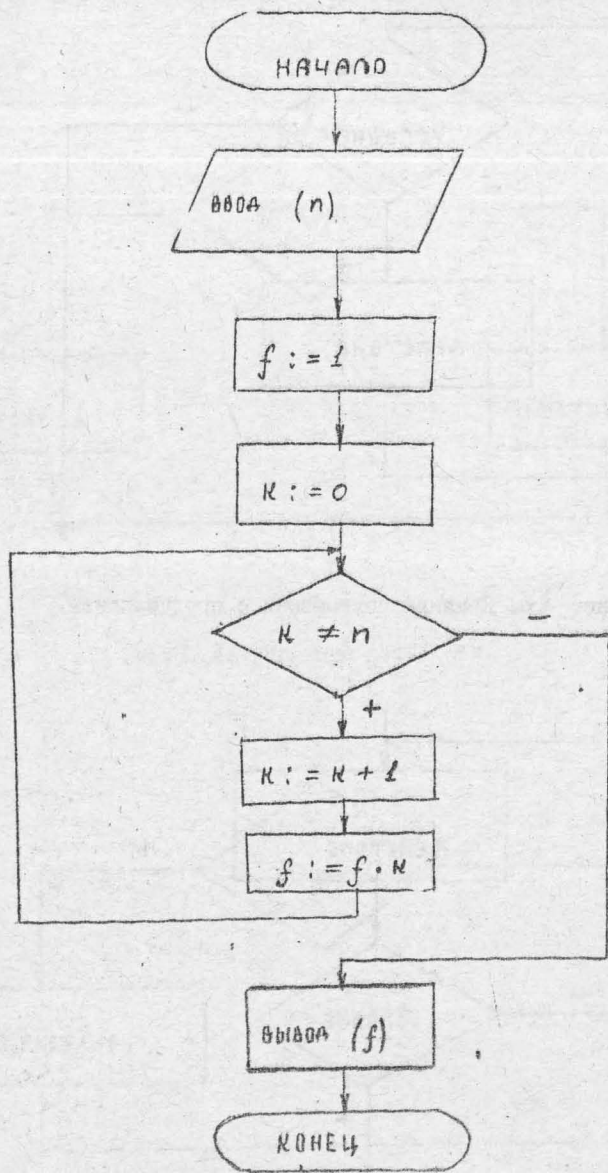 НАЧАЛО
ВВОД (n)
f := 1
к := 0
к ≠ n
–
+
к := к + 1
f := f · к
ВЫВОД (f)
КОНЕЦ